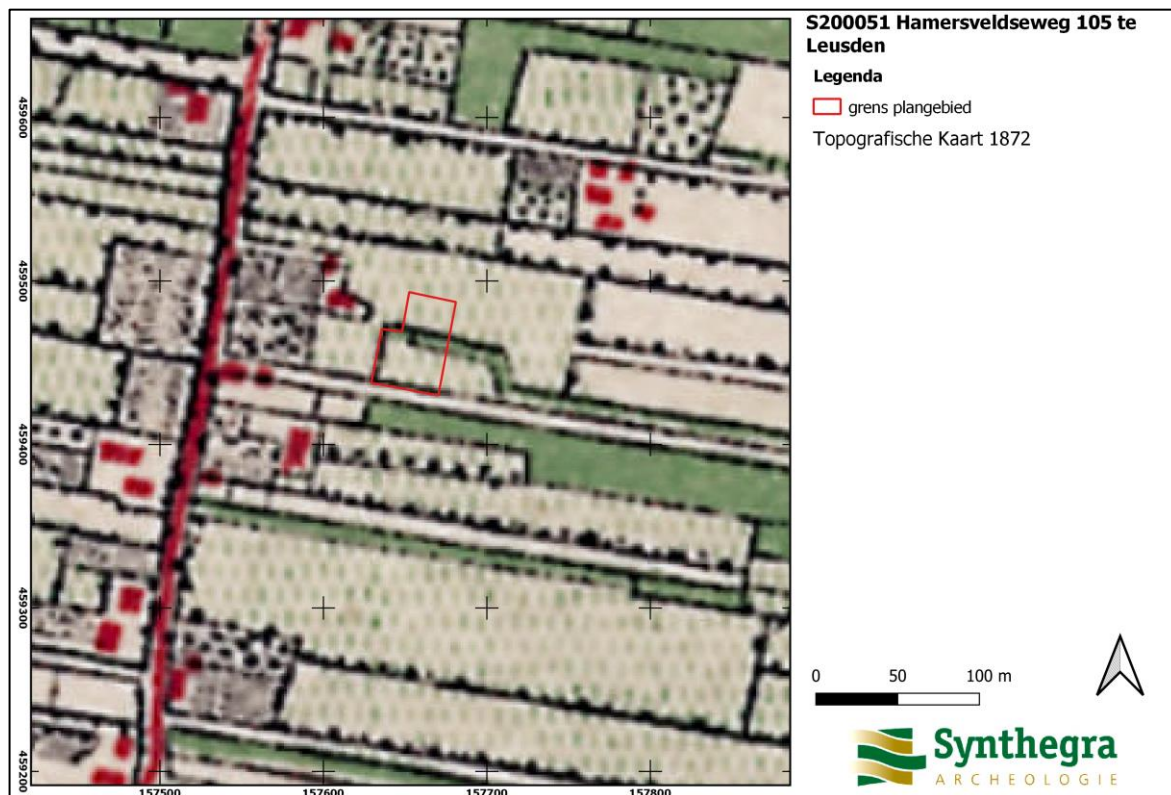 S200051 Hamersveldseweg 105 te
Leusden
Legenda
grens plangebied
Topografische Kaart 1872
459600
459500
459400
459300
459200
157500
157600
157700
157800
0 50 100 m
Synthegra
ARCHEOLOGIE